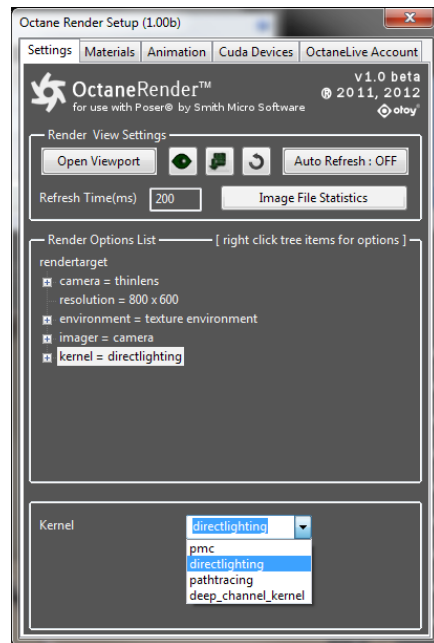 Octane Render Setup (1.00b)
Settings Materials Animation Cuda Devices OctaneLive Account
OctaneRender™
for use with Poser® by Smith Micro Software
v1.0 beta
® 2011, 2012
otoy
Render View Settings
Open Viewport Auto Refresh : OFF
Refresh Time(ms) 200 Image File Statistics
Render Options List [ right click tree items for options ]
rendertarget
camera = thinlens
resolution = 800 x 600
environment = texture environment
imager = camera
kernel = directlighting
Kernel directlighting
pmc
directlighting
pathtracing
deep_channel_kernel